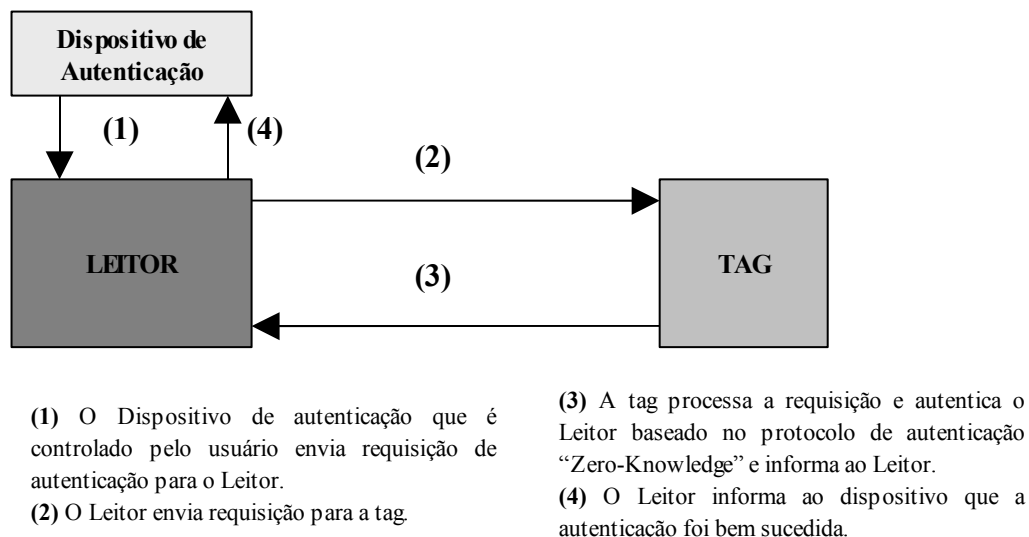 Dispositivo de
Autenticação
(1)
(4)
(2)
LEITOR
(3)
TAG
(1) O Dispositivo de autenticação que é
controlado pelo usuário envia requisição de
autenticação para o Leitor.
(2) O Leitor envia requisição para a tag.
(3) A tag processa a requisição e autentica o
Leitor baseado no protocolo de autenticação
“Zero-Knowledge” e informa ao Leitor.
(4) O Leitor informa ao dispositivo que a
autenticação foi bem sucedida.